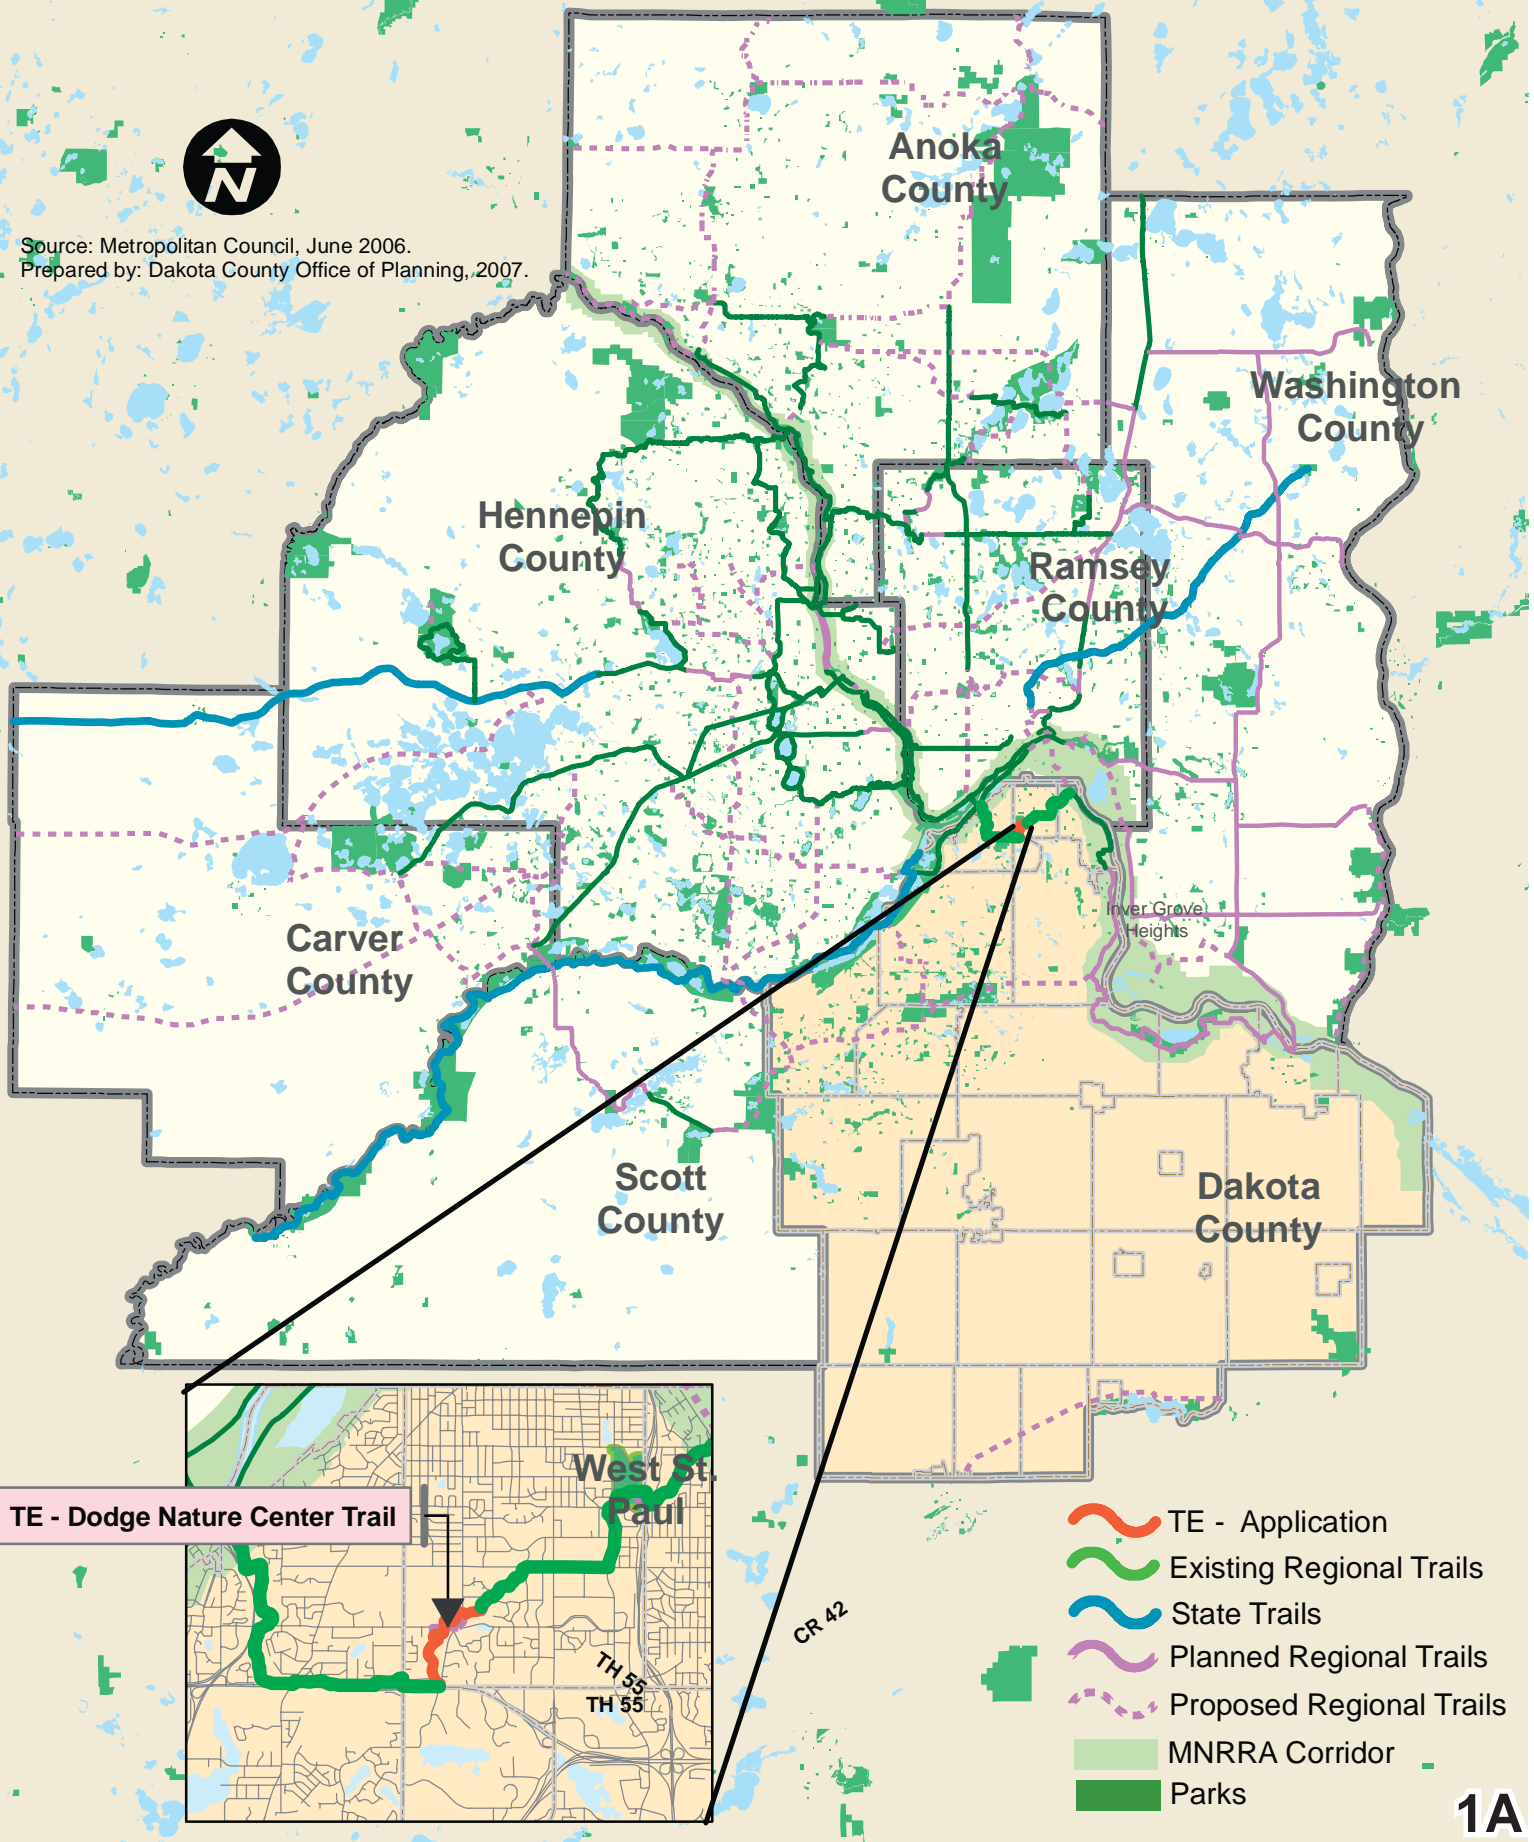 Anoka
County
N
Source: Metropolitan Council, June 2006.
Prepared by: Dakota County Office of Planning, 2007.
Washington
County
Hennepin
County
Ramsey
County
Inver Grove
Heights
Carver
County
Scott
County
Dakota
County
West St.
Paul
TE - Dodge Nature Center Trail
TH 55
TH 55
CR 42
TE - Application
Existing Regional Trails
State Trails
Planned Regional Trails
Proposed Regional Trails
MNRRA Corridor
Parks
1A